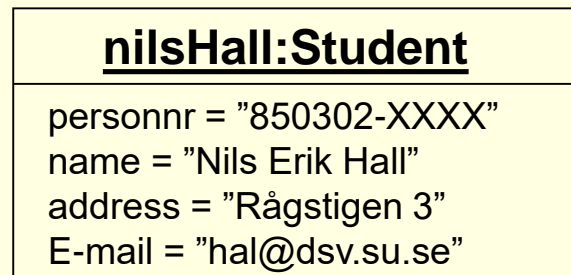 nilsHall:Student
personnr = ”850302-XXXX”
name = ”Nils Erik Hall”
address = ”Rågstigen 3”
E-mail = ”hal@dsv.su.se”